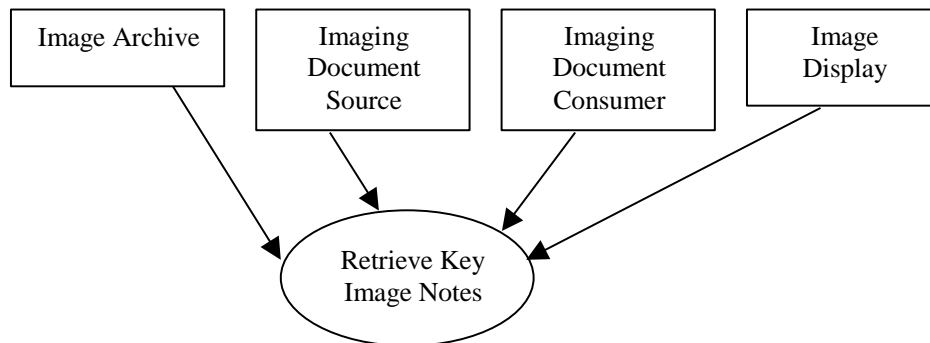 Image Archive
Imaging
Document
Source
Imaging
Document
Consumer
Image
Display
Retrieve Key
Image Notes